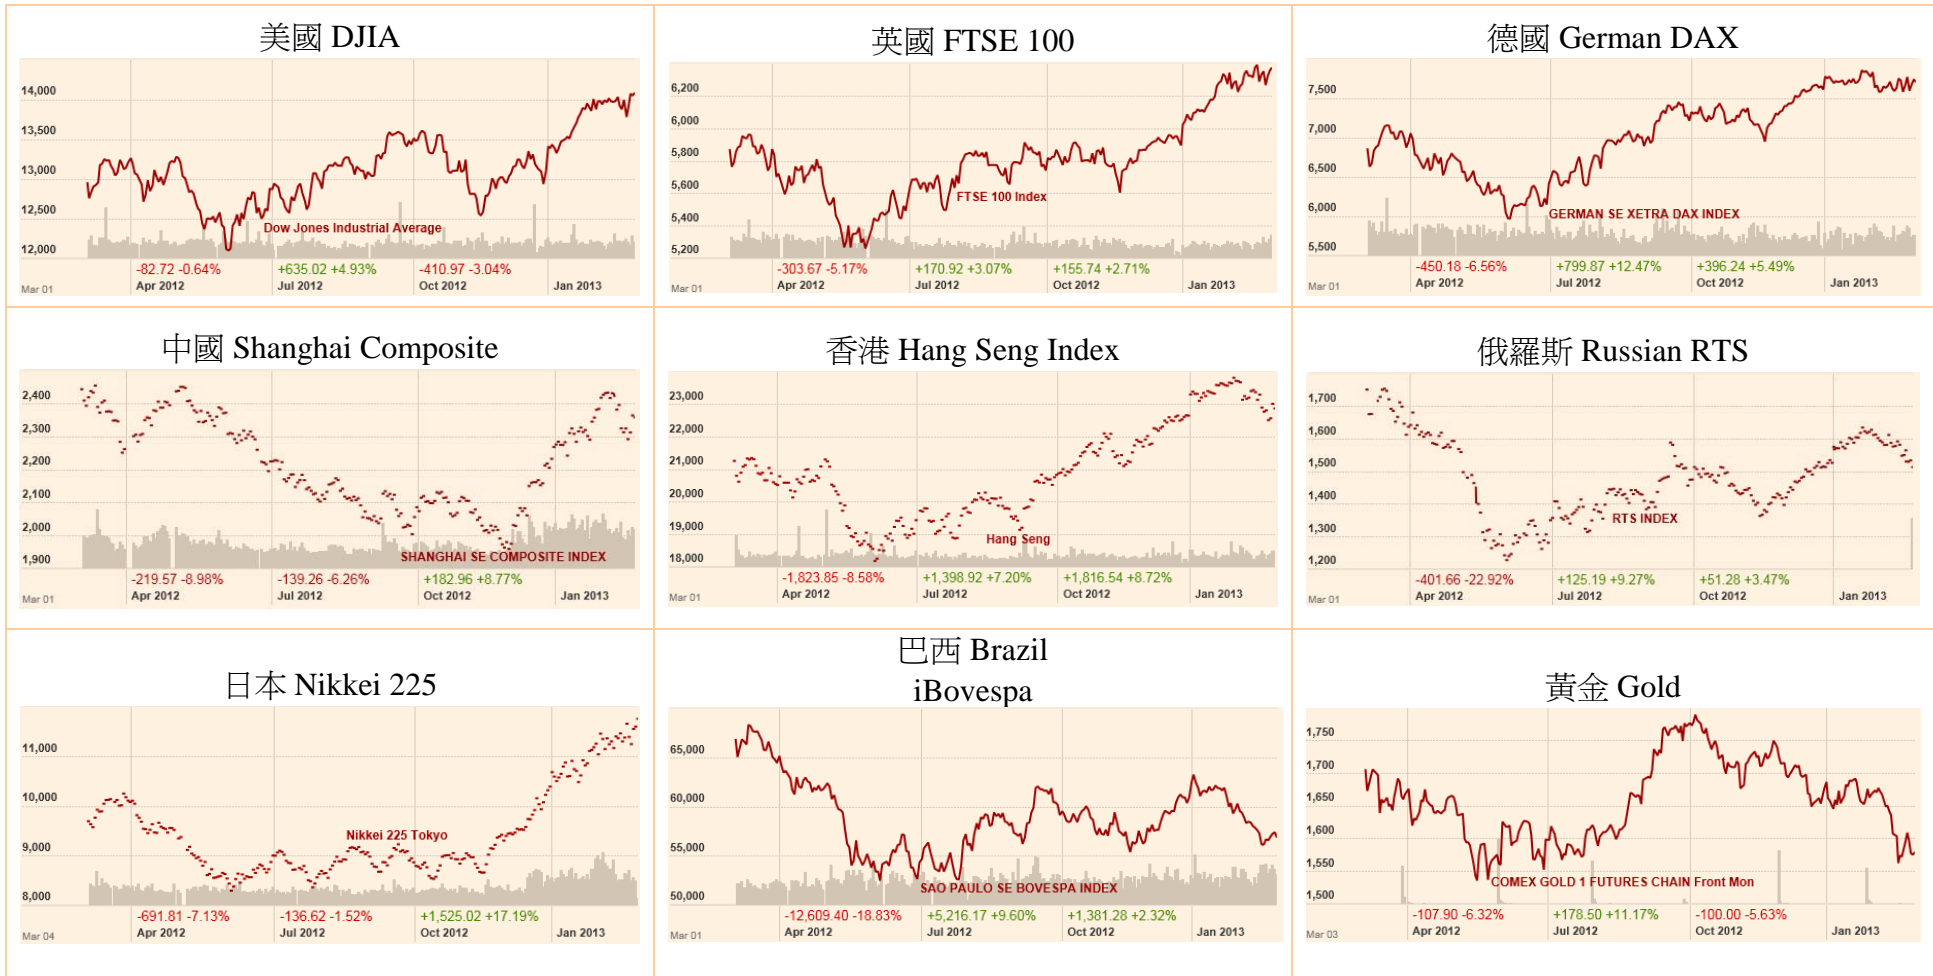 美國 DJIA
14,000
13,500
13,000
12,500
12,000
Dow Jones Industrial Average
-82.72 -0.64%
+635.02 +4.93%
-410.97 -3.04%
Mar 01
Apr 2012
Jul 2012
Oct 2012
Jan 2013
英國 FTSE 100
6,200
6,000
5,800
5,600
5,400
5,200
FTSE 100 Index
-303.67 -5.17%
+170.92 +3.07%
+155.74 +2.71%
Mar 01
Apr 2012
Jul 2012
Oct 2012
Jan 2013
德國 German DAX
7,500
7,000
6,500
6,000
5,500
GERMAN SE XETRA DAX INDEX
-450.18 -6.56%
+799.87 +12.47%
+396.24 +5.49%
Mar 01
Apr 2012
Jul 2012
Oct 2012
Jan 2013
中國 Shanghai Composite
2,400
2,300
2,200
2,100
2,000
1,900
SHANGHAI SE COMPOSITE INDEX
-219.57 -8.98%
-139.26 -6.26%
+182.96 +8.77%
Mar 01
Apr 2012
Jul 2012
Oct 2012
Jan 2013
香港 Hang Seng Index
23,000
22,000
21,000
20,000
19,000
18,000
Hang Seng
-1,823.85 -8.58%
+1,398.92 +7.20%
+1,816.54 +8.72%
Mar 01
Apr 2012
Jul 2012
Oct 2012
Jan 2013
俄羅斯 Russian RTS
1,700
1,600
1,500
1,400
1,300
1,200
RTS INDEX
-401.66 -22.92%
+125.19 +9.27%
+51.28 +3.47%
Mar 01
Apr 2012
Jul 2012
Oct 2012
Jan 2013
日本 Nikkei 225
11,000
10,000
9,000
8,000
Nikkei 225 Tokyo
-691.81 -7.13%
-136.62 -1.52%
+1,525.02 +17.19%
Mar 04
Apr 2012
Jul 2012
Oct 2012
Jan 2013
巴西 Brazil
iBovespa
65,000
60,000
55,000
50,000
SAO PAULO SE BOVESPA INDEX
-12,609.40 -18.83%
+5,216.17 +9.60%
+1,381.28 +2.32%
Mar 01
Apr 2012
Jul 2012
Oct 2012
Jan 2013
黃金 Gold
1,750
1,700
1,650
1,600
1,550
1,500
COMEX GOLD 1 FUTURES CHAIN Front Mon
-107.90 -6.32%
+178.50 +11.17%
-100.00 -5.63%
Mar 03
Apr 2012
Jul 2012
Oct 2012
Jan 2013